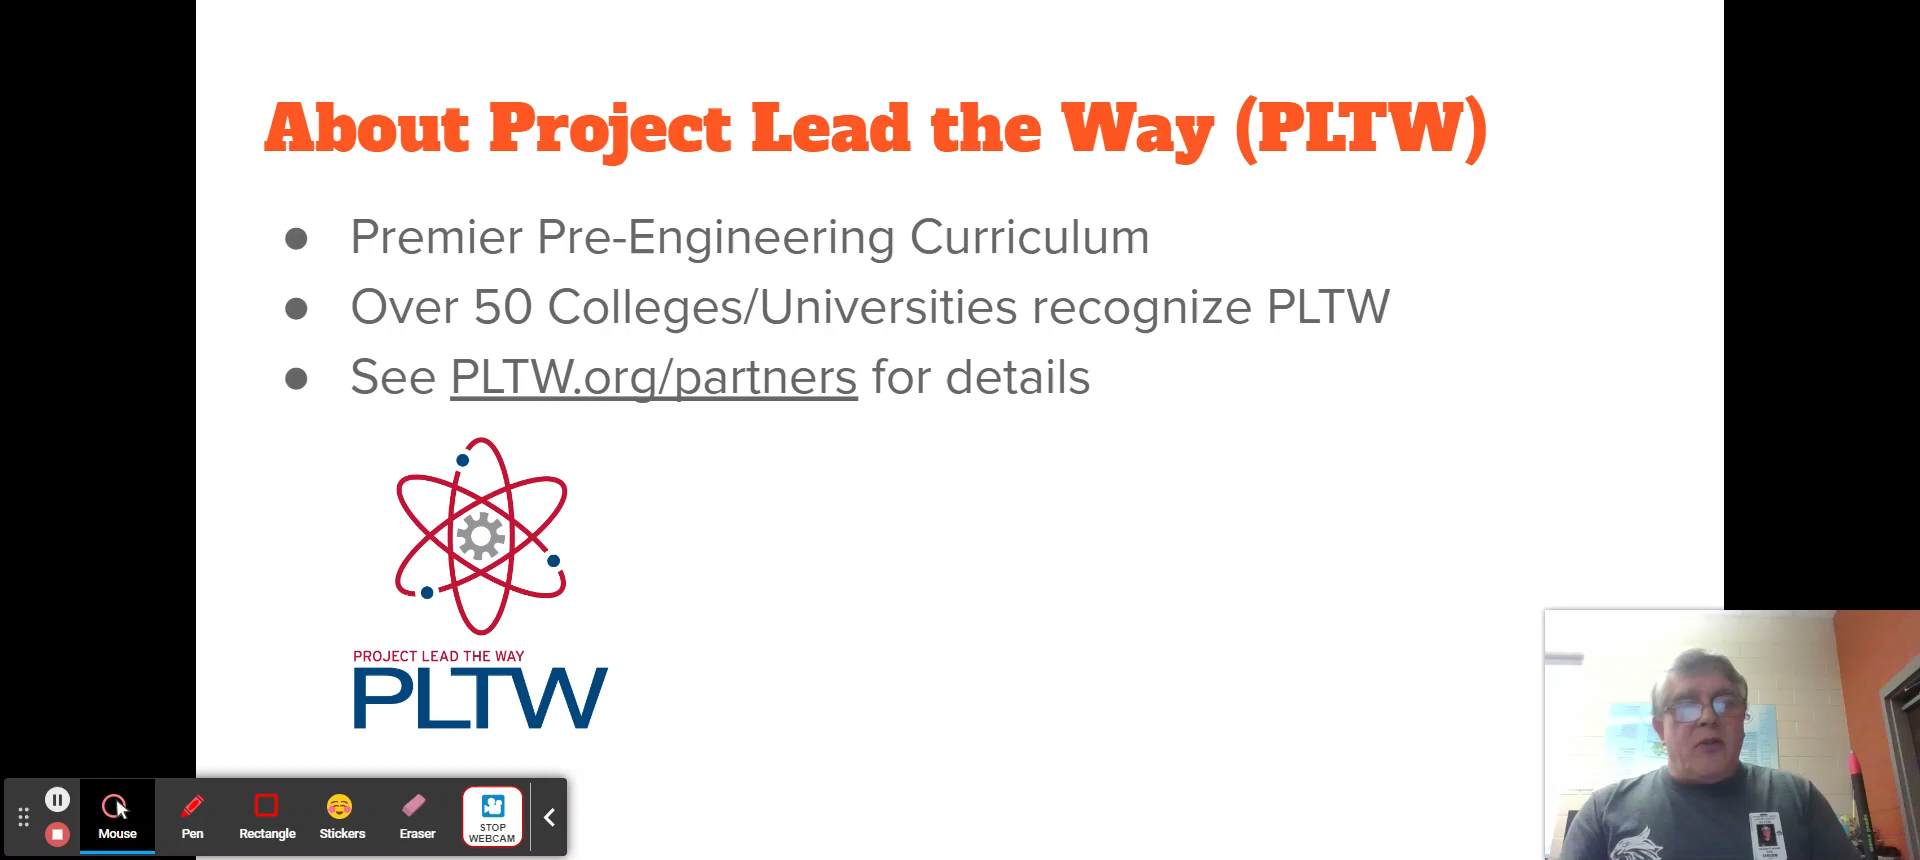 About Project Lead the Way (PLTW)
● Premier Pre-Engineering Curriculum
● Over 50 Colleges/Universities recognize PLTW
● See PLTW.org/partners for details
PROJECT LEAD THE WAY
PLTW
Mouse
Pen
Rectangle
Stickers
Eraser
STOP
WEBCAM